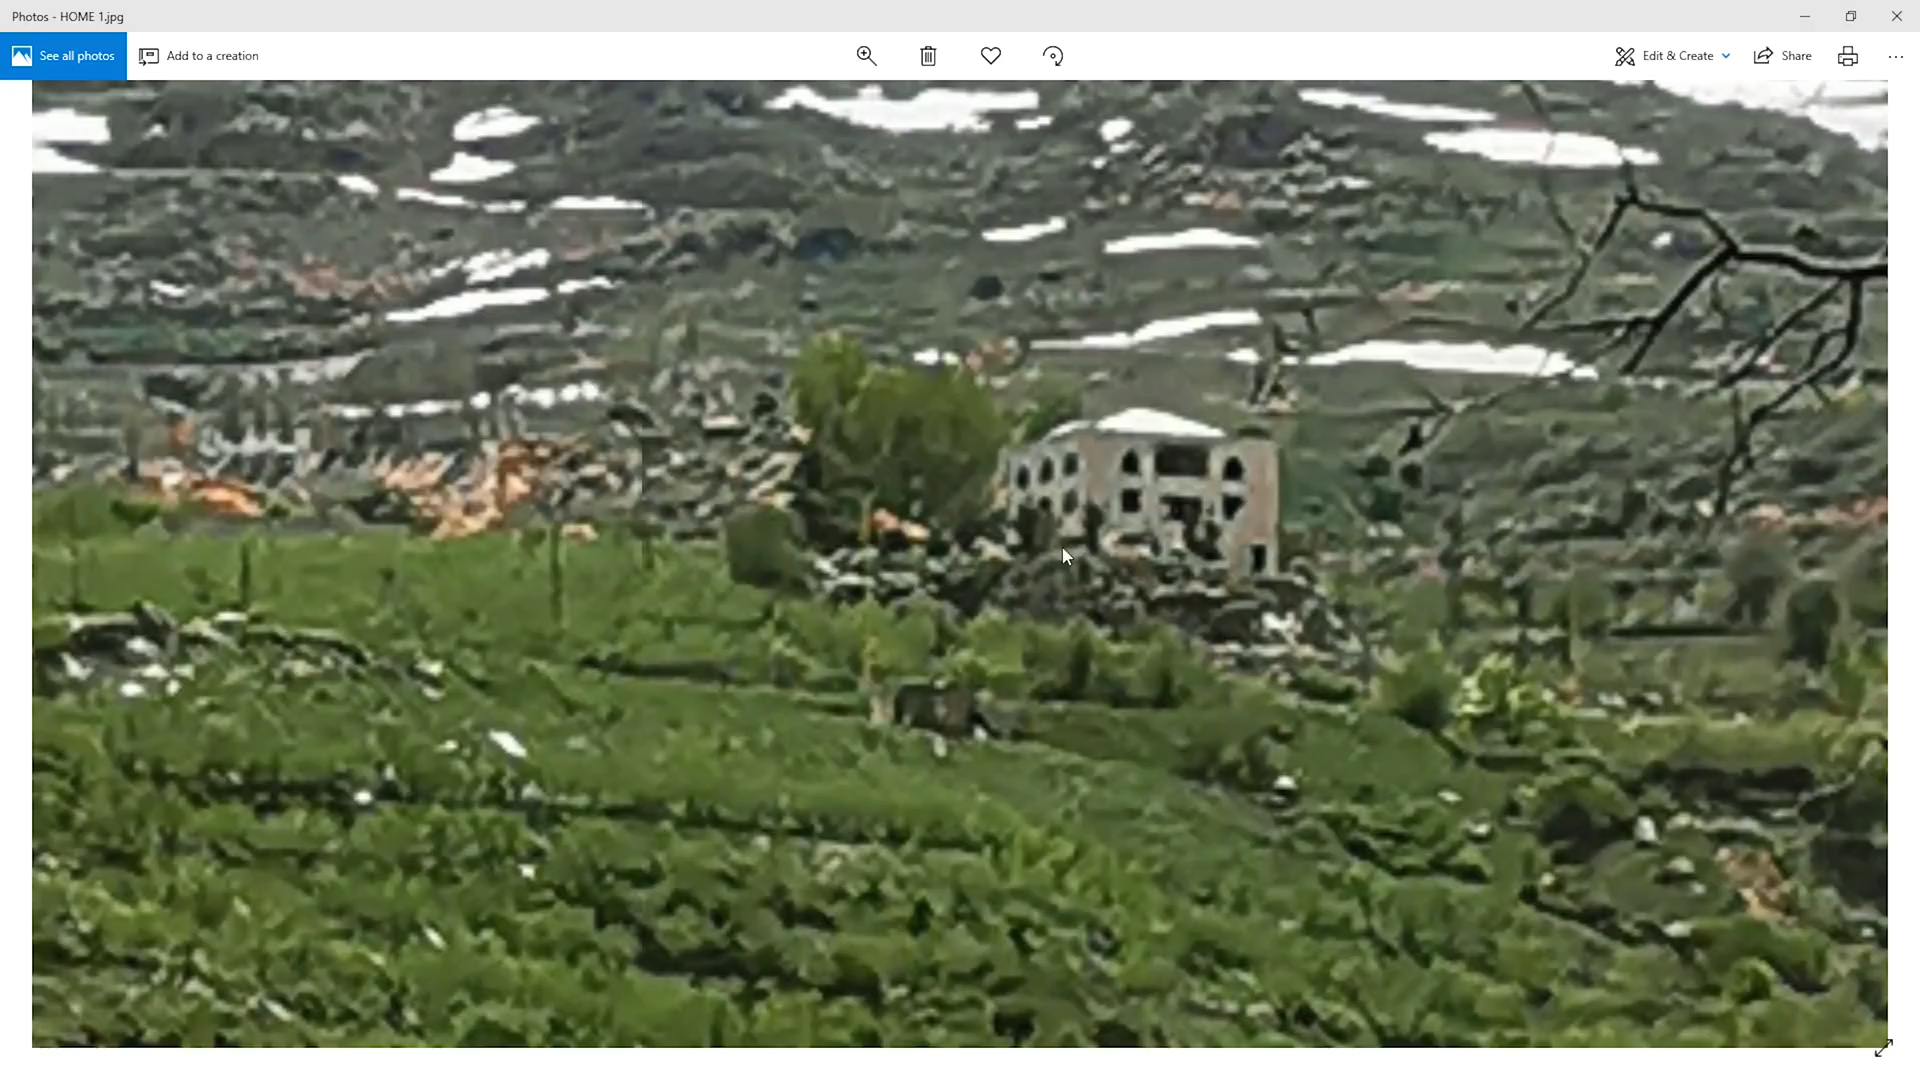 Photos - HOME 1.jpg
See all photos
Add to a creation
Edit & Create
Share